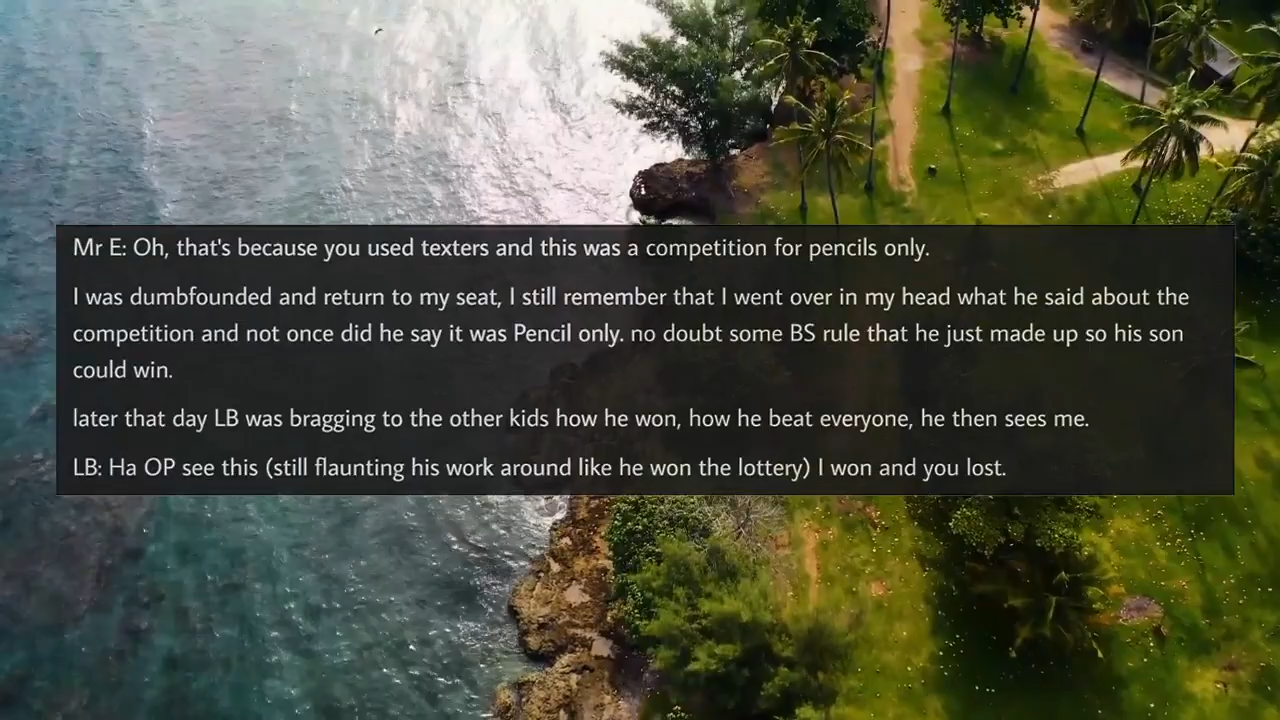 Mr E: Oh, that's because you used texters and this was a competition for pencils only.
I was dumbfounded and return to my seat, I still remember that I went over in my head what he said about the
competition and not once did he say it was Pencil only. no doubt some BS rule that he just made up so his son
could win.
later that day LB was bragging to the other kids how he won, how he beat everyone, he then sees me.
LB: Ha OP see this (still flaunting his work around like he won the lottery) I won and you lost.